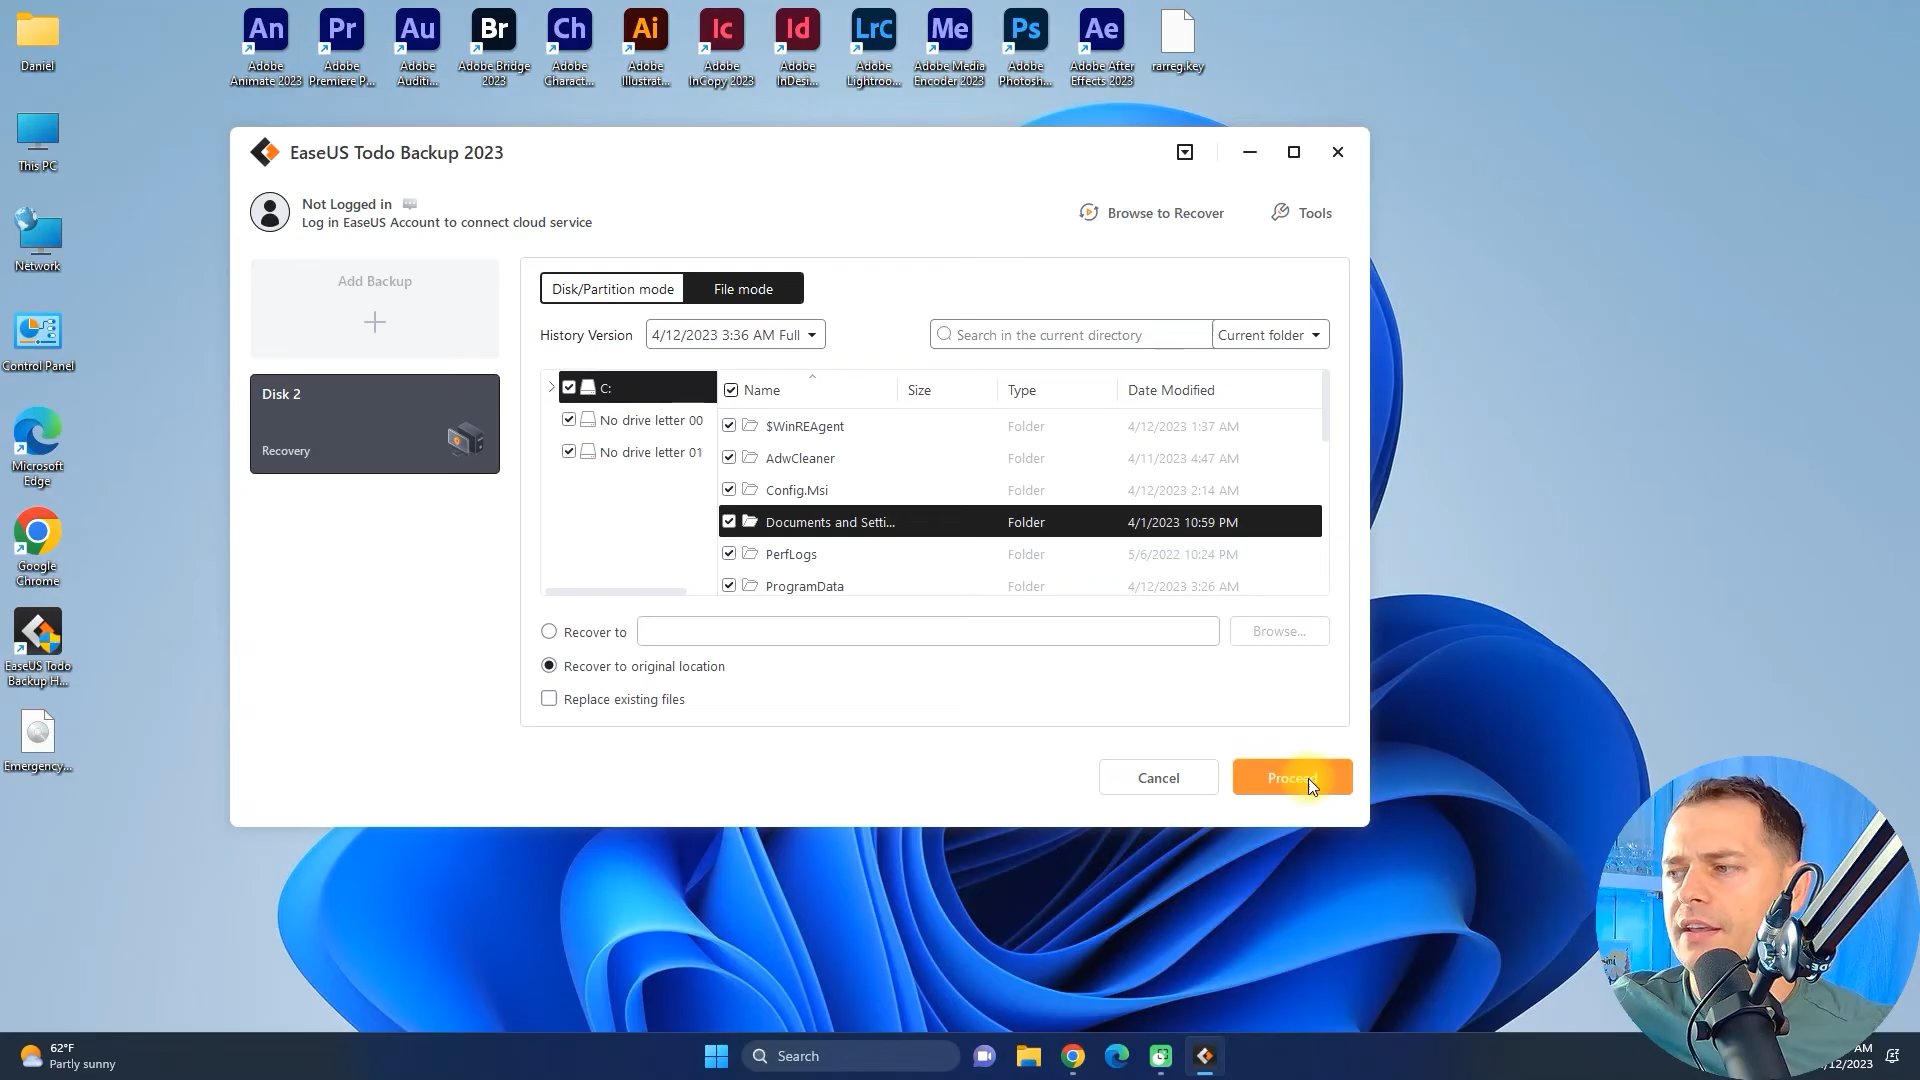 Daniel
This PC
Network
Control Panel
Microsoft
Edge
Google
Chrome
EaseUS Todo
Backup H...
Emergency...
An
Adobe
Animate 2023
Pr
Adobe
Premiere P...
Au
Adobe
Auditi...
Br
Adobe Bridge
2023
Ch
Adobe
Charact...
Ai
Adobe
Illustrat...
Ic
Adobe
InCopy 2023
Id
Adobe
InDesi...
LrC
Adobe
Lightroo...
Me
Adobe Media
Encoder 2023
Ps
Adobe
Photosh...
Ae
Adobe After
Effects 2023
rarreg.key
EaseUS Todo Backup 2023
Not Logged in
Log in EaseUS Account to connect cloud service
Browse to Recover
Tools
Add Backup
Disk 2
Recovery
Disk/Partition mode
File mode
History Version
4/12/2023 3:36 AM Full
Search in the current directory
Current folder
C:
No drive letter 00
No drive letter 01
Name Size Type Date Modified
$WinREAgent Folder 4/12/2023 1:37 AM
AdwCleaner Folder 4/11/2023 4:47 AM
Config.Msi Folder 4/12/2023 2:14 AM
Documents and Setti... Folder 4/1/2023 10:59 PM
PerfLogs Folder 5/6/2022 10:24 PM
ProgramData Folder 4/12/2023 3:26 AM
Recover to
Browse...
Recover to original location
Replace existing files
Cancel
Proceed
62°F
Partly sunny
Search
AM
/12/2023